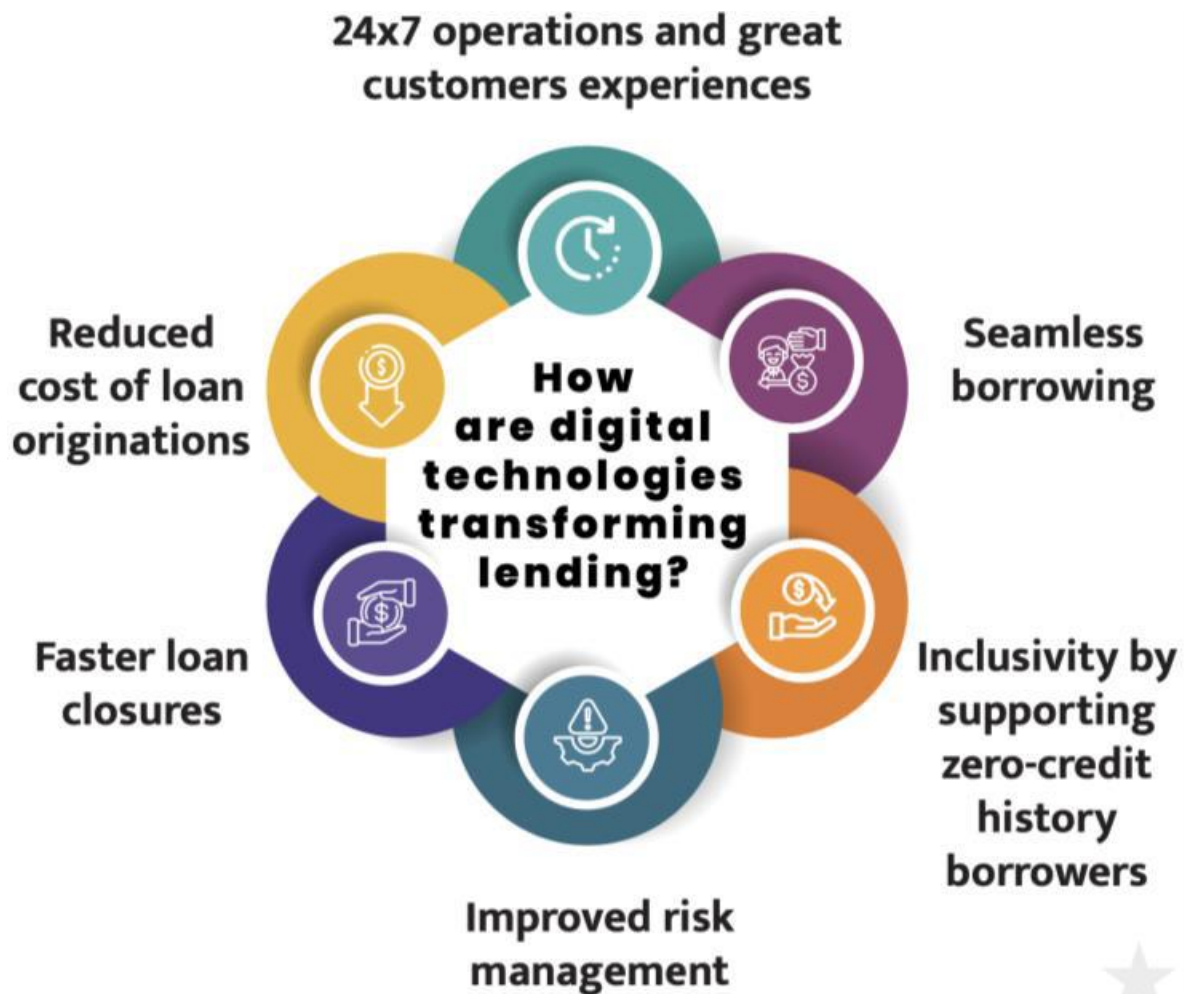 24x7 operations and great
customers experiences
Reduced
cost of loan
originations
How
are digital
technologies
transforming
lending?
Seamless
borrowing
Faster loan
closures
Inclusivity by
supporting
zero-credit
history
borrowers
Improved risk
management